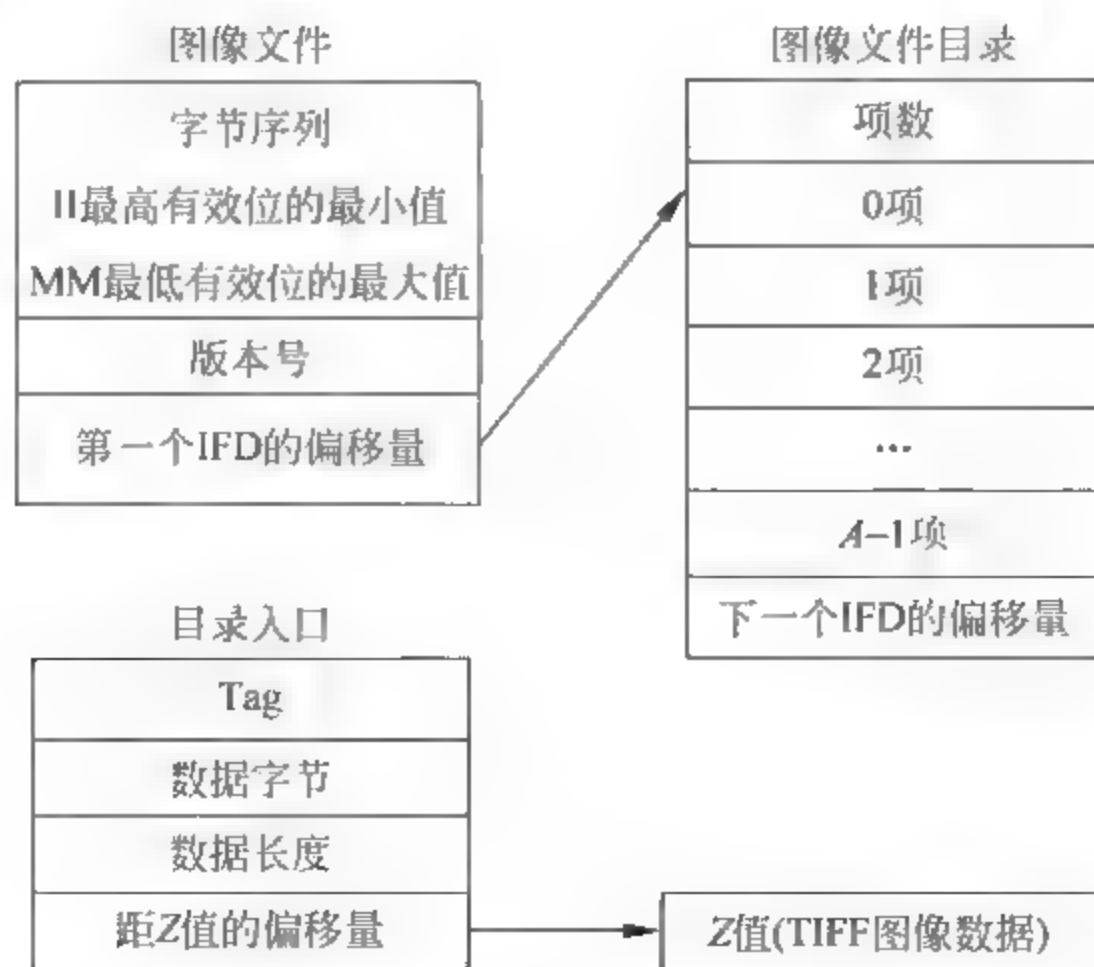 图像文件
字节序列
II最高有效位的最小值
MM最低有效位的最大值
版本号
第一个IFD的偏移量
图像文件目录
项数
0项
1项
2项
…
A-1项
下一个IFD的偏移量
目录入口
Tag
数据字节
数据长度
距Z值的偏移量
Z值(TIFF图像数据)